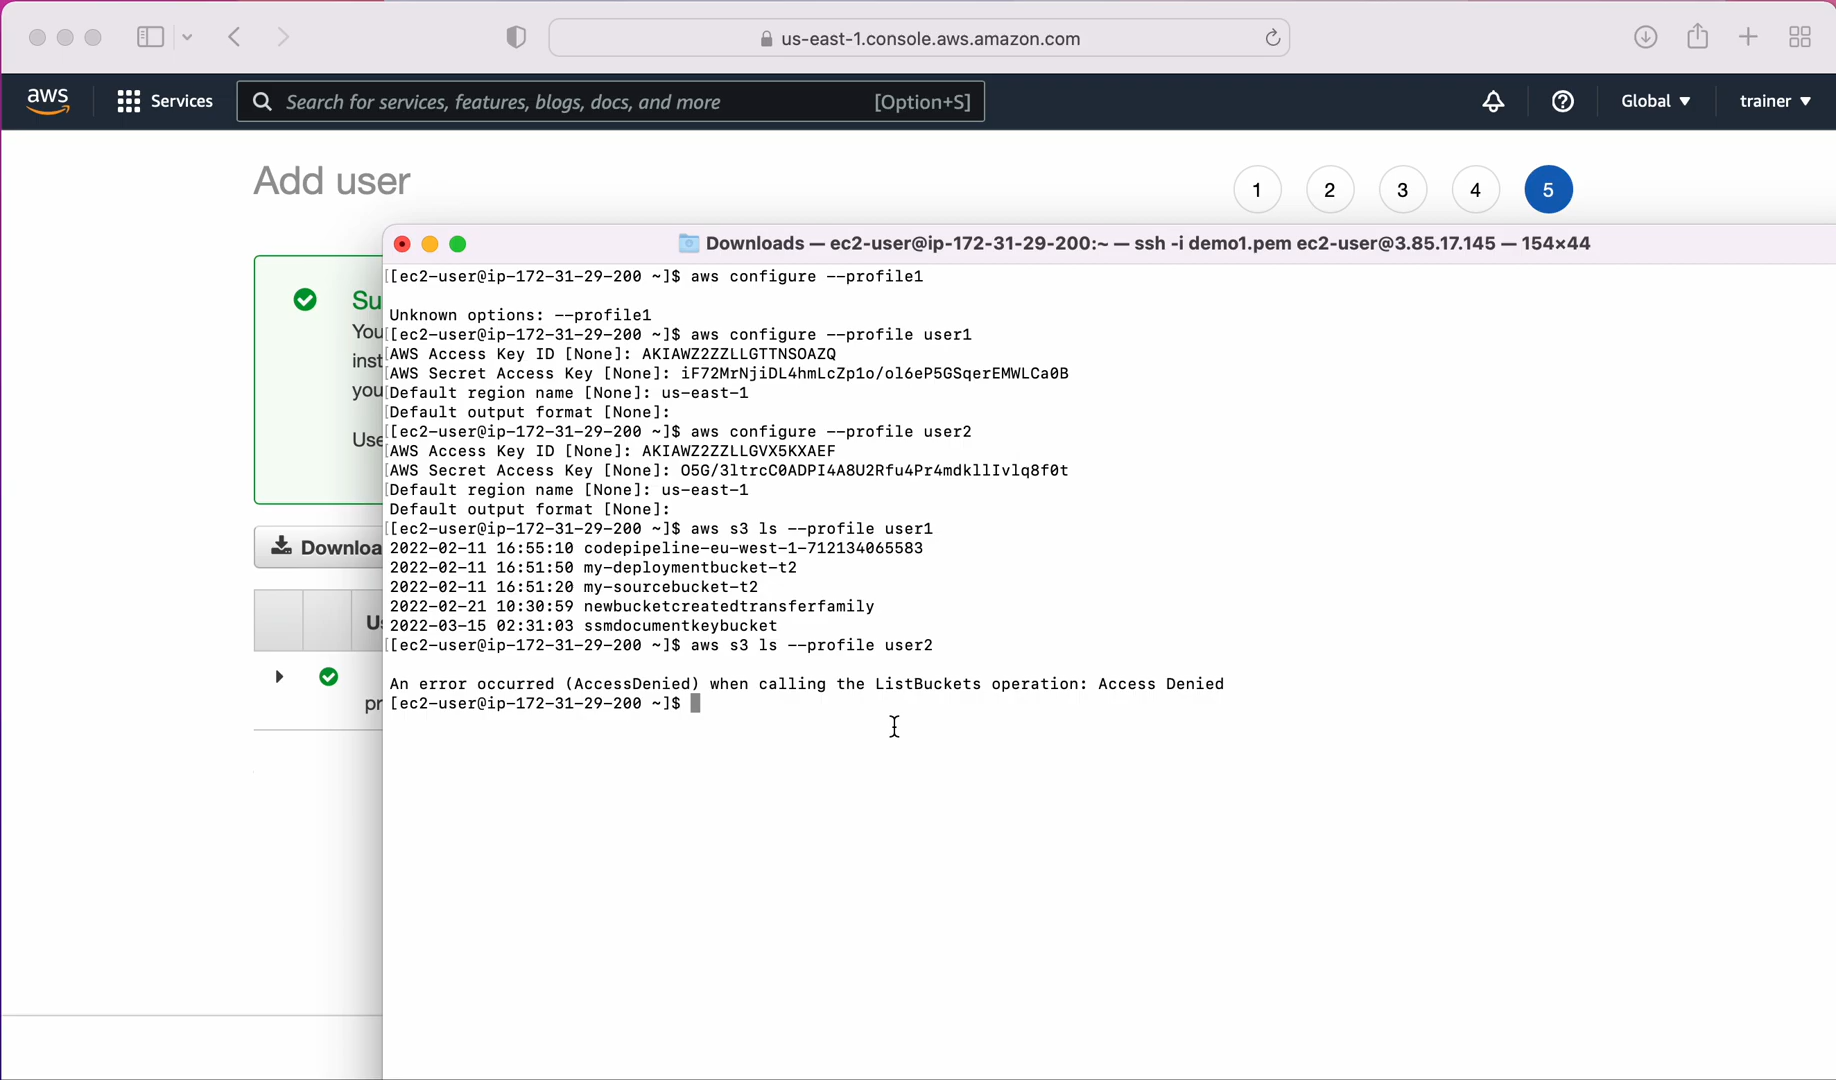 us-east-1.console.aws.amazon.com
aws
Services
Search for services, features, blogs, docs, and more
[Option+S]
Global
trainer
Add user
1
2
3
4
5
Downloads — ec2-user@ip-172-31-29-200:~ — ssh -i demo1.pem ec2-user@3.85.17.145 — 154×44
Su
You
inst
you
Use
Downloa
Us
pr
[[ec2-user@ip-172-31-29-200 ~]$ aws configure --profile1
Unknown options: --profile1
[[ec2-user@ip-172-31-29-200 ~]$ aws configure --profile user1
[AWS Access Key ID [None]: AKIAWZ2ZZLLGTTNSOAZQ
[AWS Secret Access Key [None]: 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
[Default region name [None]: us-east-1
[Default output format [None]:
[[ec2-user@ip-172-31-29-200 ~]$ aws configure --profile user2
[AWS Access Key ID [None]: AKIAWZ2ZZLLGVX5KXAEF
[AWS Secret Access Key [None]: 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
[Default region name [None]: us-east-1
Default output format [None]:
[[ec2-user@ip-172-31-29-200 ~]$ aws s3 ls --profile user1
2022-02-11 16:55:10 codepipeline-eu-west-1-712134065583
2022-02-11 16:51:50 my-deploymentbucket-t2
2022-02-11 16:51:20 my-sourcebucket-t2
2022-02-21 10:30:59 newbucketcreatedtransferfamily
2022-03-15 02:31:03 ssmdocumentkeybucket
[[ec2-user@ip-172-31-29-200 ~]$ aws s3 ls --profile user2
An error occurred (AccessDenied) when calling the ListBuckets operation: Access Denied
[ec2-user@ip-172-31-29-200 ~]$